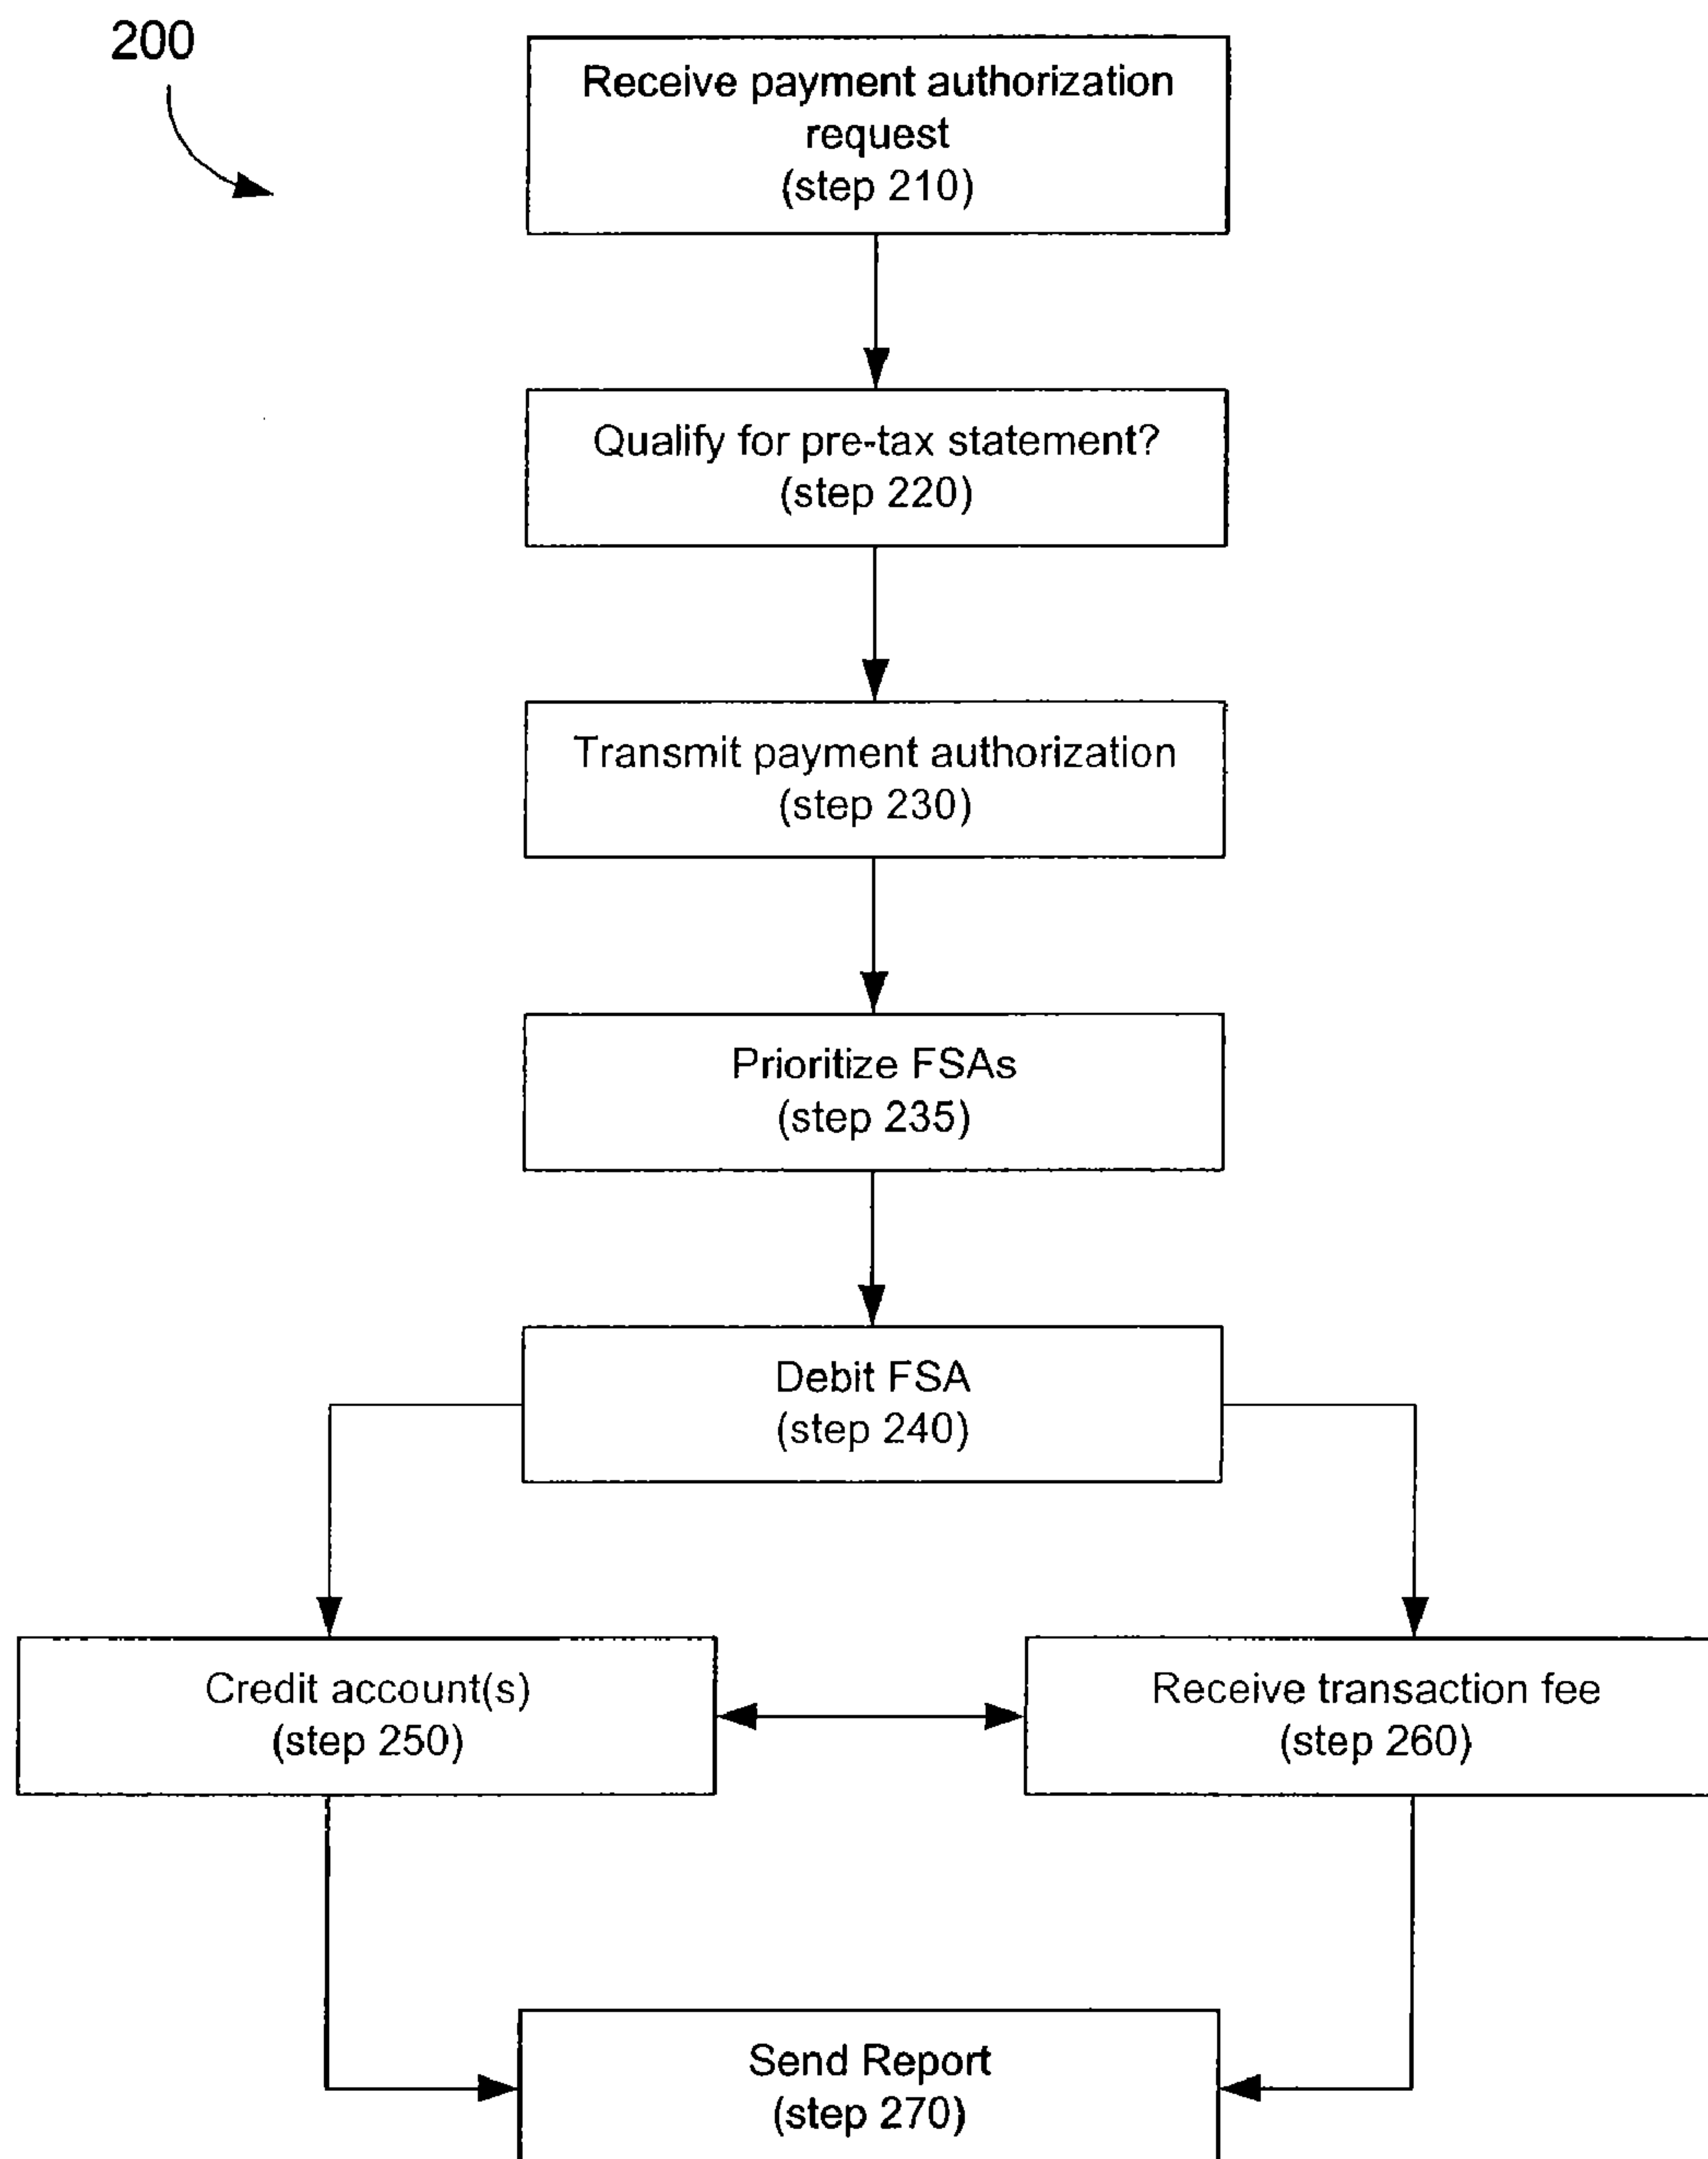 200
Receive payment authorization
request
(step 210)
Qualify for pre-tax statement?
(step 220)
Transmit payment authorization
(step 230)
Prioritize FSAs
(step 235)
Debit FSA
(step 240)
Credit account(s)
(step 250)
Receive transaction fee
(step 260)
Send Report
(step 270)